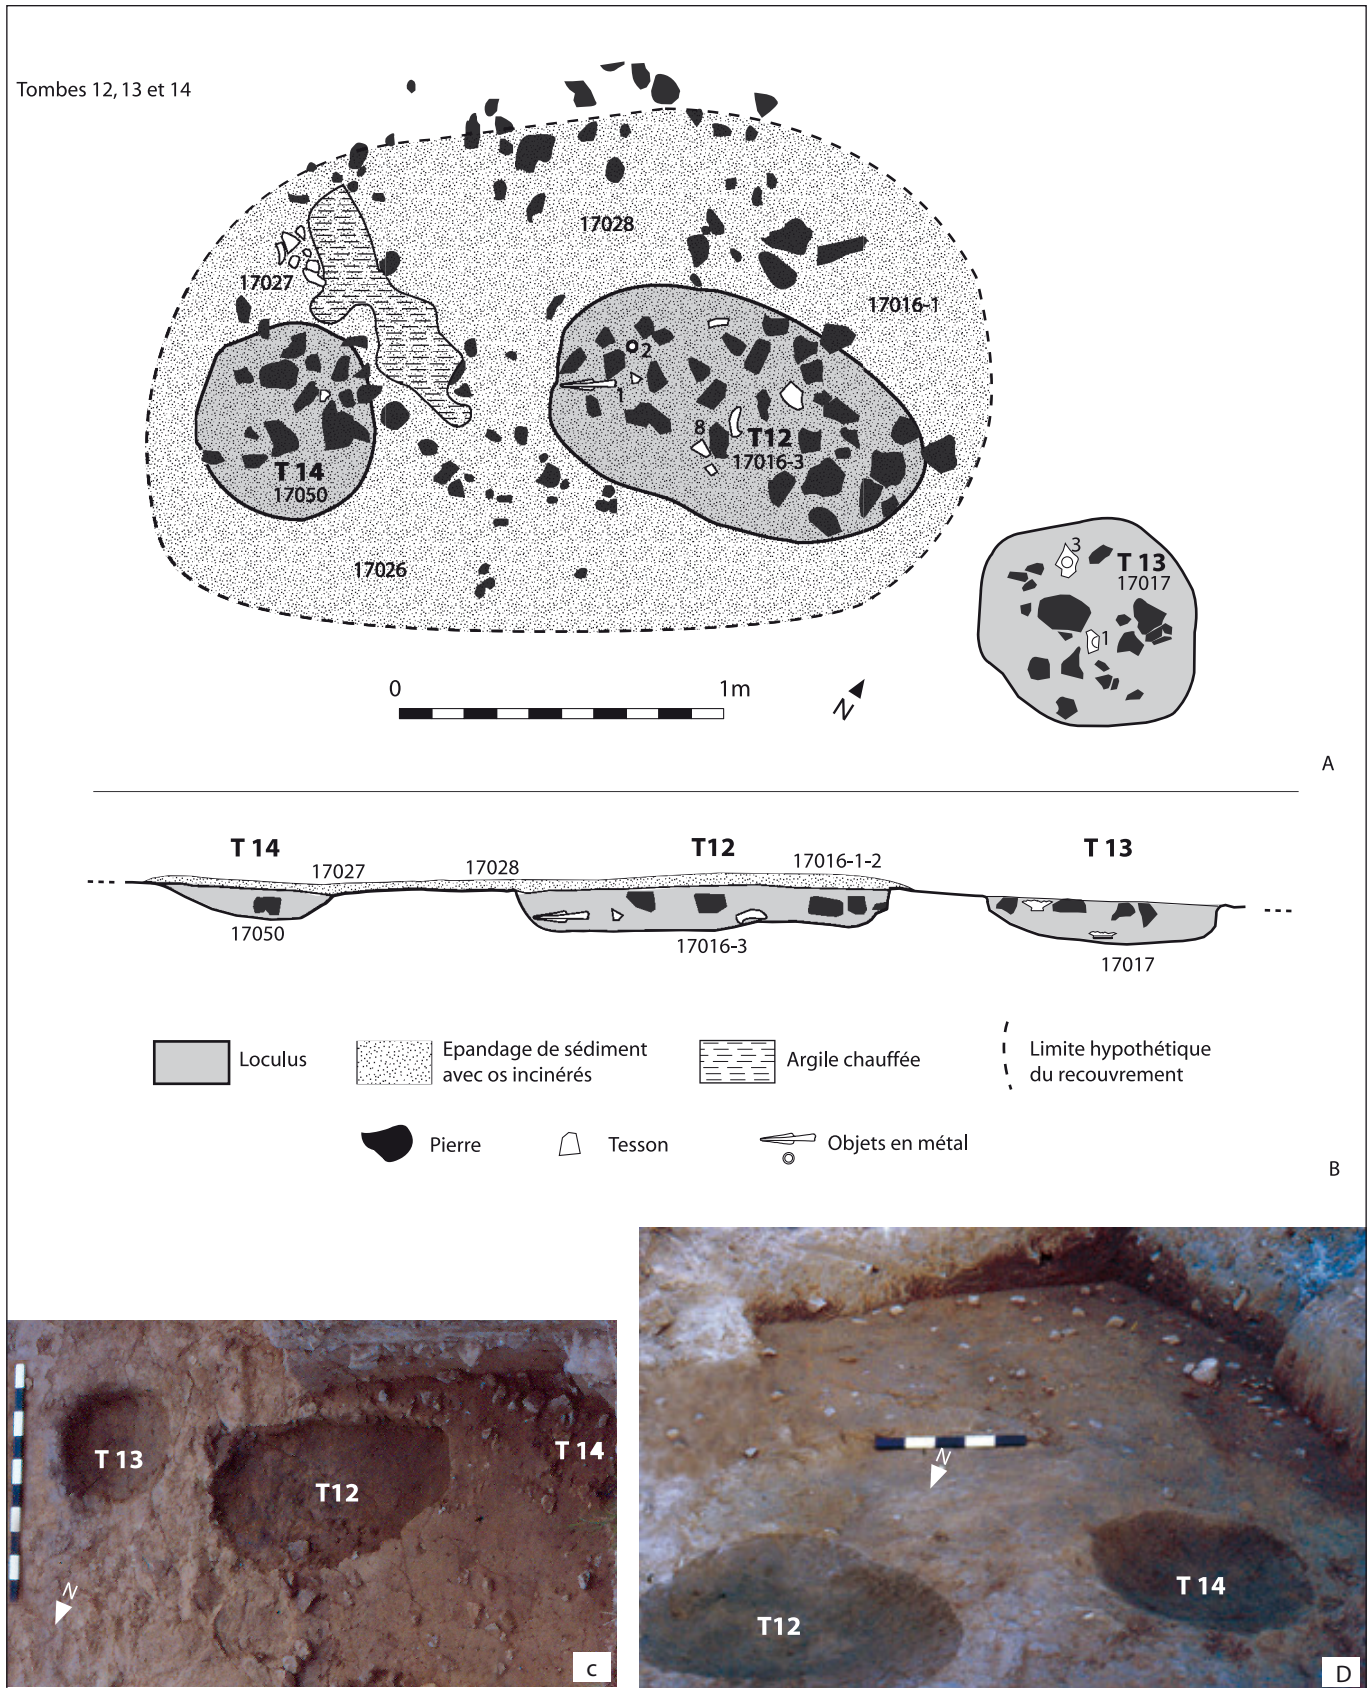 Tombes 12, 13 et 14
17028
17027
17016-1
2
1
8
T12
17016-3
T 14
17050
17026
3
T 13
17017
1
0 1m
N
A
T 14 T12 T 13
17027 17028 17016-1-2
17050 17016-3 17017
Loculus
Epandage de sédiment
avec os incinérés
Argile chauffée
Limite hypothétique
du recouvrement
Pierre
Tesson
Objets en métal
B
T 13
T12
T 14
N
c
N
T12
T 14
D